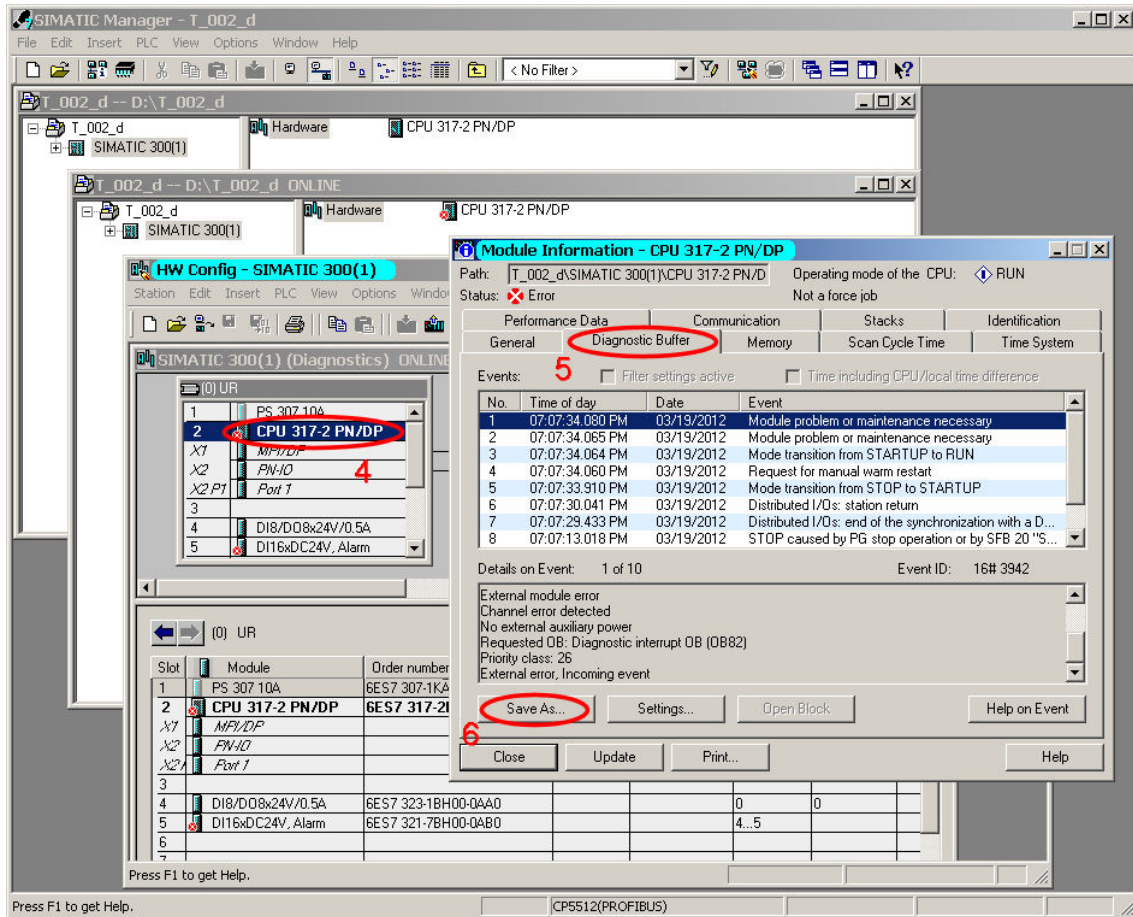 SIMATIC Manager - T_002_d
File Edit Insert PLC View Options Window Help
< No Filter >
T_002_d -- D:\T_002_d
T_002_d
SIMATIC 300(1)
Hardware
CPU 317-2 PN/DP
T_002_d -- D:\T_002_d ONLINE
T_002_d
SIMATIC 300(1)
Hardware
CPU 317-2 PN/DP
HW Config - SIMATIC 300(1)
Station Edit Insert PLC View Options
SIMATIC 300(1) (Diagnostics) ONLINE
(0) UR
1 PS 307 10A
2 CPU 317-2 PN/DP
X1 MPI/DP
X2 PN-IO
4
X2 P1 Port 1
3
4 DI8/DO8x24V/0.5A
5 DI16xDC24V, Alarm
(0) UR
Slot Module Order number
1 PS 307 10A 6ES7 307-1KA
2 CPU 317-2 PN/DP 6ES7 317-2
X1 MPI/DP
X2 PN-IO
X2 Port 1
3
4 DI8/DO8x24V/0.5A 6ES7 323-1BH00-0AA0 0 0
5 DI16xDC24V, Alarm 6ES7 321-7BH00-0AB0 4...5
6
Press F1 to get Help.
Module Information - CPU 317-2 PN/DP
Path: T_002_d\SIMATIC 300(1)\CPU 317-2 PN/D Operating mode of the CPU: RUN
Status: Error Not a force job
Performance Data Communication Stacks Identification
General Diagnostic Buffer Memory Scan Cycle Time Time System
5
Events: Filter settings active Time including CPU/local time difference
No. Time of day Date Event
1 07:07:34.080 PM 03/19/2012 Module problem or maintenance necessary
2 07:07:34.065 PM 03/19/2012 Module problem or maintenance necessary
3 07:07:34.064 PM 03/19/2012 Mode transition from STARTUP to RUN
4 07:07:34.060 PM 03/19/2012 Request for manual warm restart
5 07:07:33.910 PM 03/19/2012 Mode transition from STOP to STARTUP
6 07:07:30.041 PM 03/19/2012 Distributed I/Os: station return
7 07:07:29.433 PM 03/19/2012 Distributed I/Os: end of the synchronization with a D...
8 07:07:13.018 PM 03/19/2012 STOP caused by PG stop operation or by SFB 20 "S...
Details on Event: 1 of 10 Event ID: 16# 3942
External module error
Channel error detected
No external auxiliary power
Requested OB: Diagnostic interrupt OB (OB82)
Priority class: 26
External error, Incoming event
Save As... Settings... Open Block Help on Event
6
Close Update Print... Help
Press F1 to get Help.
CP5512(PROFIBUS)